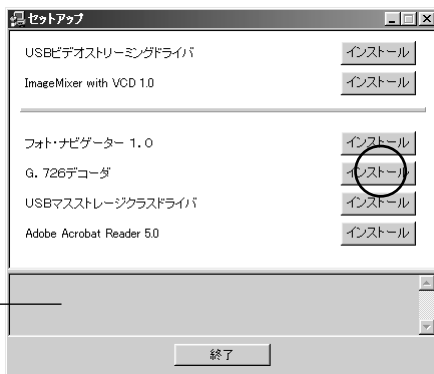 セットアップ
USBビデオストリーミングドライバ インストール
ImageMixer with VCD 1.0 インストール
フォト・ナビゲーター 1.0 インストール
G. 726デコーダ インストール
USBマスストレージクラスドライバ インストール
Adobe Acrobat Reader 5.0 インストール
終了